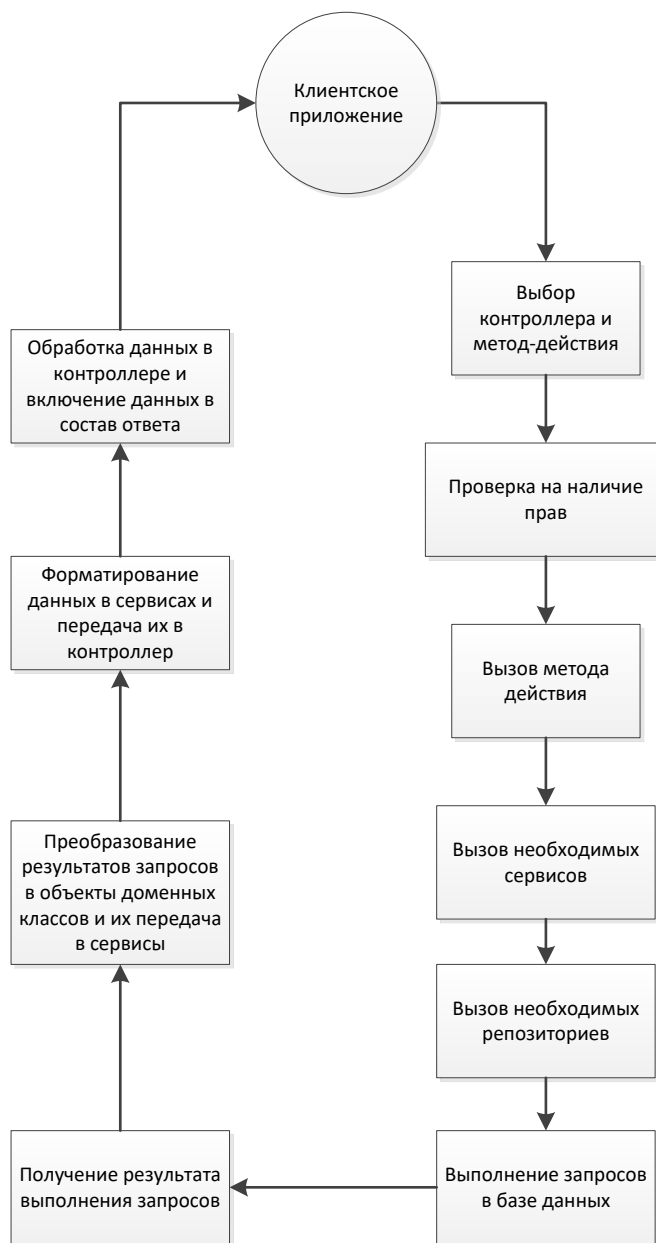 Клиентское
приложение
Выбор
контроллера и
метод-действия
Проверка на наличие
прав
Вызов метода
действия
Вызов необходимых
сервисов
Вызов необходимых
репозиториев
Выполнение запросов
в базе данных
Получение результата
выполнения запросов
Преобразование
результатов запросов
в объекты доменных
классов и их передача
в сервисы
Форматирование
данных в сервисах и
передача их в
контроллер
Обработка данных в
контроллере и
включение данных в
состав ответа